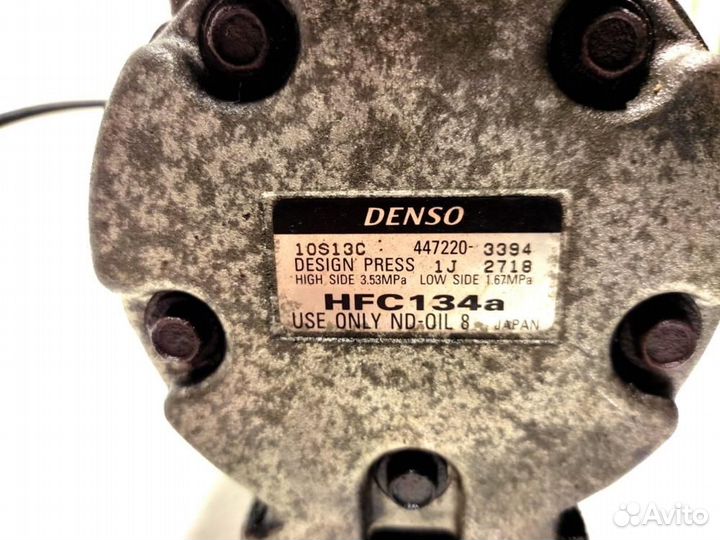 DENSO
10S13C 447220-3394
DESIGN PRESS 1J 2718
HIGH SIDE 3.53MPa LOW SIDE 1.67MPa
HFC134a
USE ONLY ND-OIL 8 JAPAN
Avito